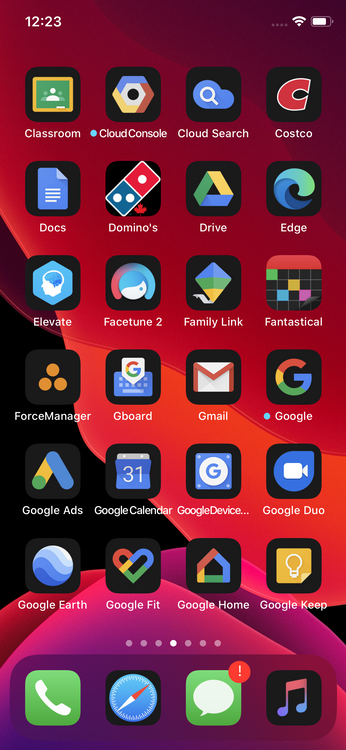 12:23
Classroom
CloudConsole
Cloud Search
Costco
Docs
Domino's
Drive
Edge
Elevate
Facetune 2
Family Link
Fantastical
ForceManager
Gboard
Gmail
Google
Google Ads
31
Google Calendar
GoogleDevice...
Google Duo
Google Earth
Google Fit
Google Home
Google Keep
!